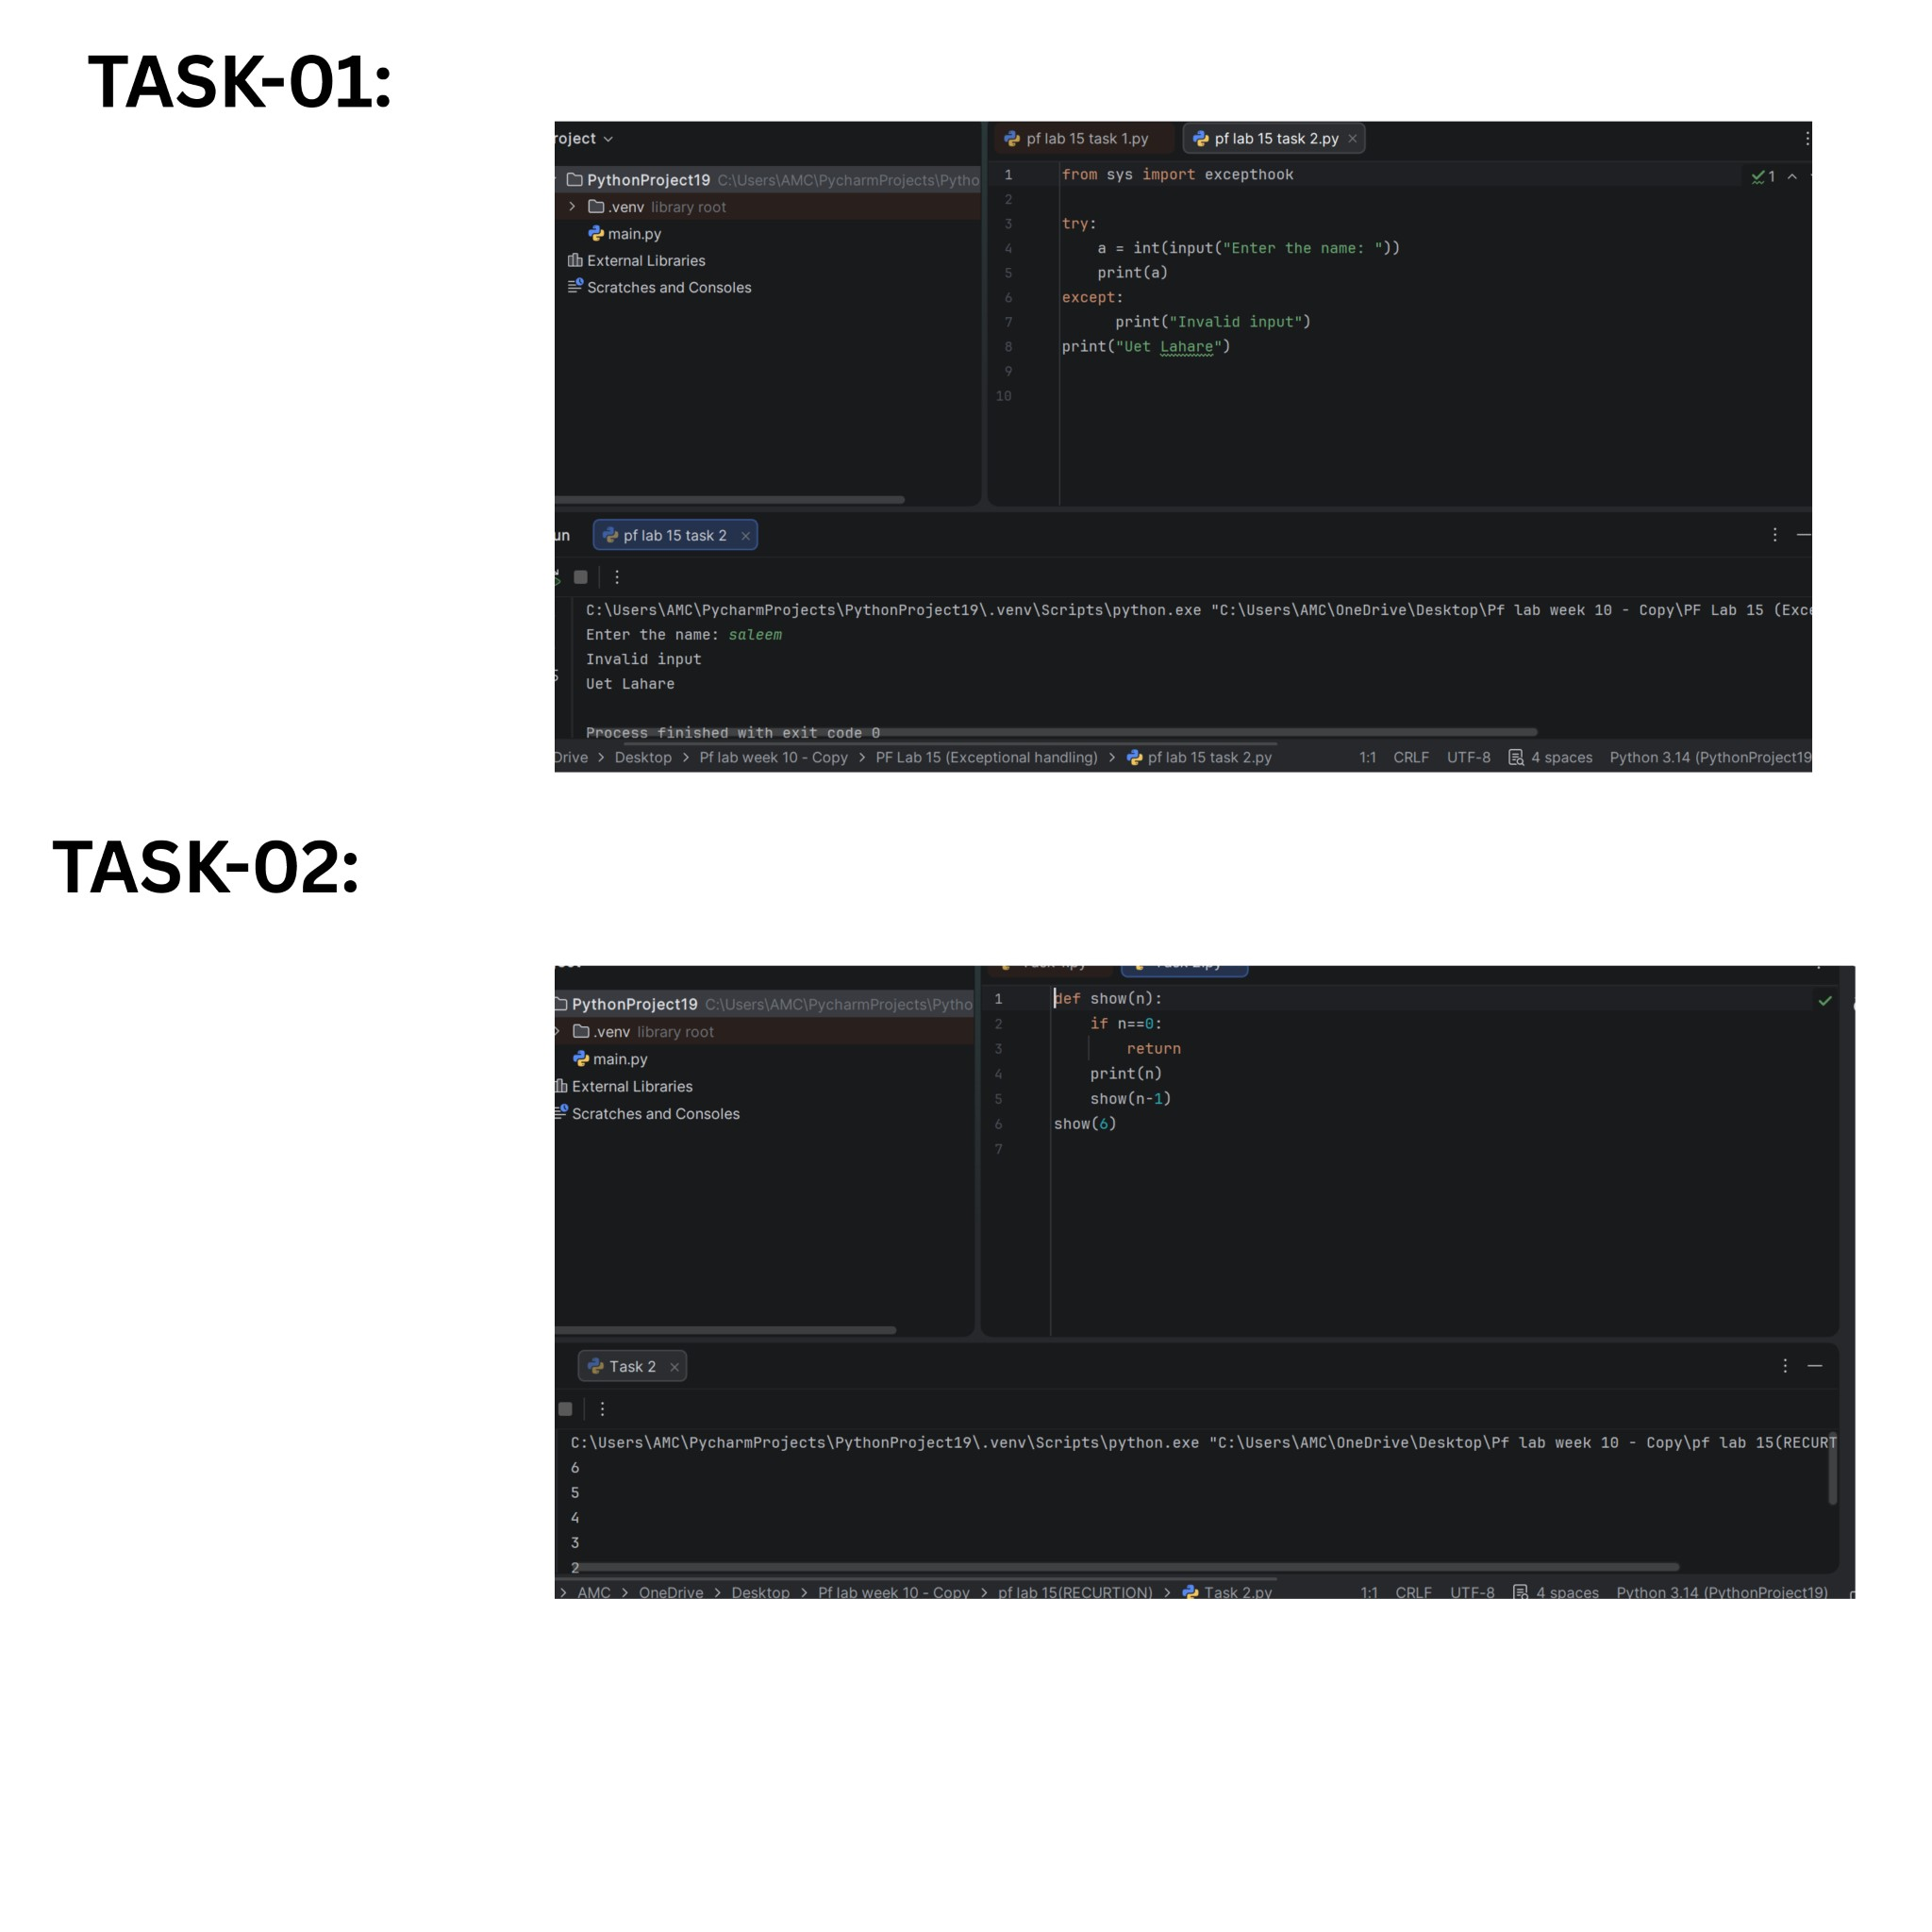 TASK-01:
roject
pf lab 15 task 1.py
pf lab 15 task 2.py
PythonProject19 C:\Users\AMC\PycharmProjects\Pytho
.venv library root
main.py
External Libraries
Scratches and Consoles
1 from sys import excepthook
1
2
3 try:
4 a = int(input("Enter the name: "))
5 print(a)
6 except:
7 print("Invalid input")
8 print("Uet Lahare")
9
10
un pf lab 15 task 2
C:\Users\AMC\PycharmProjects\PythonProject19\.venv\Scripts\python.exe "C:\Users\AMC\OneDrive\Desktop\Pf lab week 10 - Copy\PF Lab 15 (Exce
Enter the name: saleem
Invalid input
Uet Lahare
Process finished with exit code 0
Drive > Desktop > Pf lab week 10 - Copy > PF Lab 15 (Exceptional handling) > pf lab 15 task 2.py 1:1 CRLF UTF-8 4 spaces Python 3.14 (PythonProject19
TASK-02:
PythonProject19 C:\Users\AMC\PycharmProjects\Pytho
.venv library root
main.py
External Libraries
Scratches and Consoles
1 def show(n):
2 if n==0:
3 return
4 print(n)
5 show(n-1)
6 show(6)
7
Task 2
C:\Users\AMC\PycharmProjects\PythonProject19\.venv\Scripts\python.exe "C:\Users\AMC\OneDrive\Desktop\Pf lab week 10 - Copy\pf lab 15(RECURT
6
5
4
3
2
> AMC > OneDrive > Desktop > Pf lab week 10 - Copy > pf lab 15(RECURTION) > Task 2.py 1:1 CRLF UTF-8 4 spaces Python 3.14 (PythonProject19)